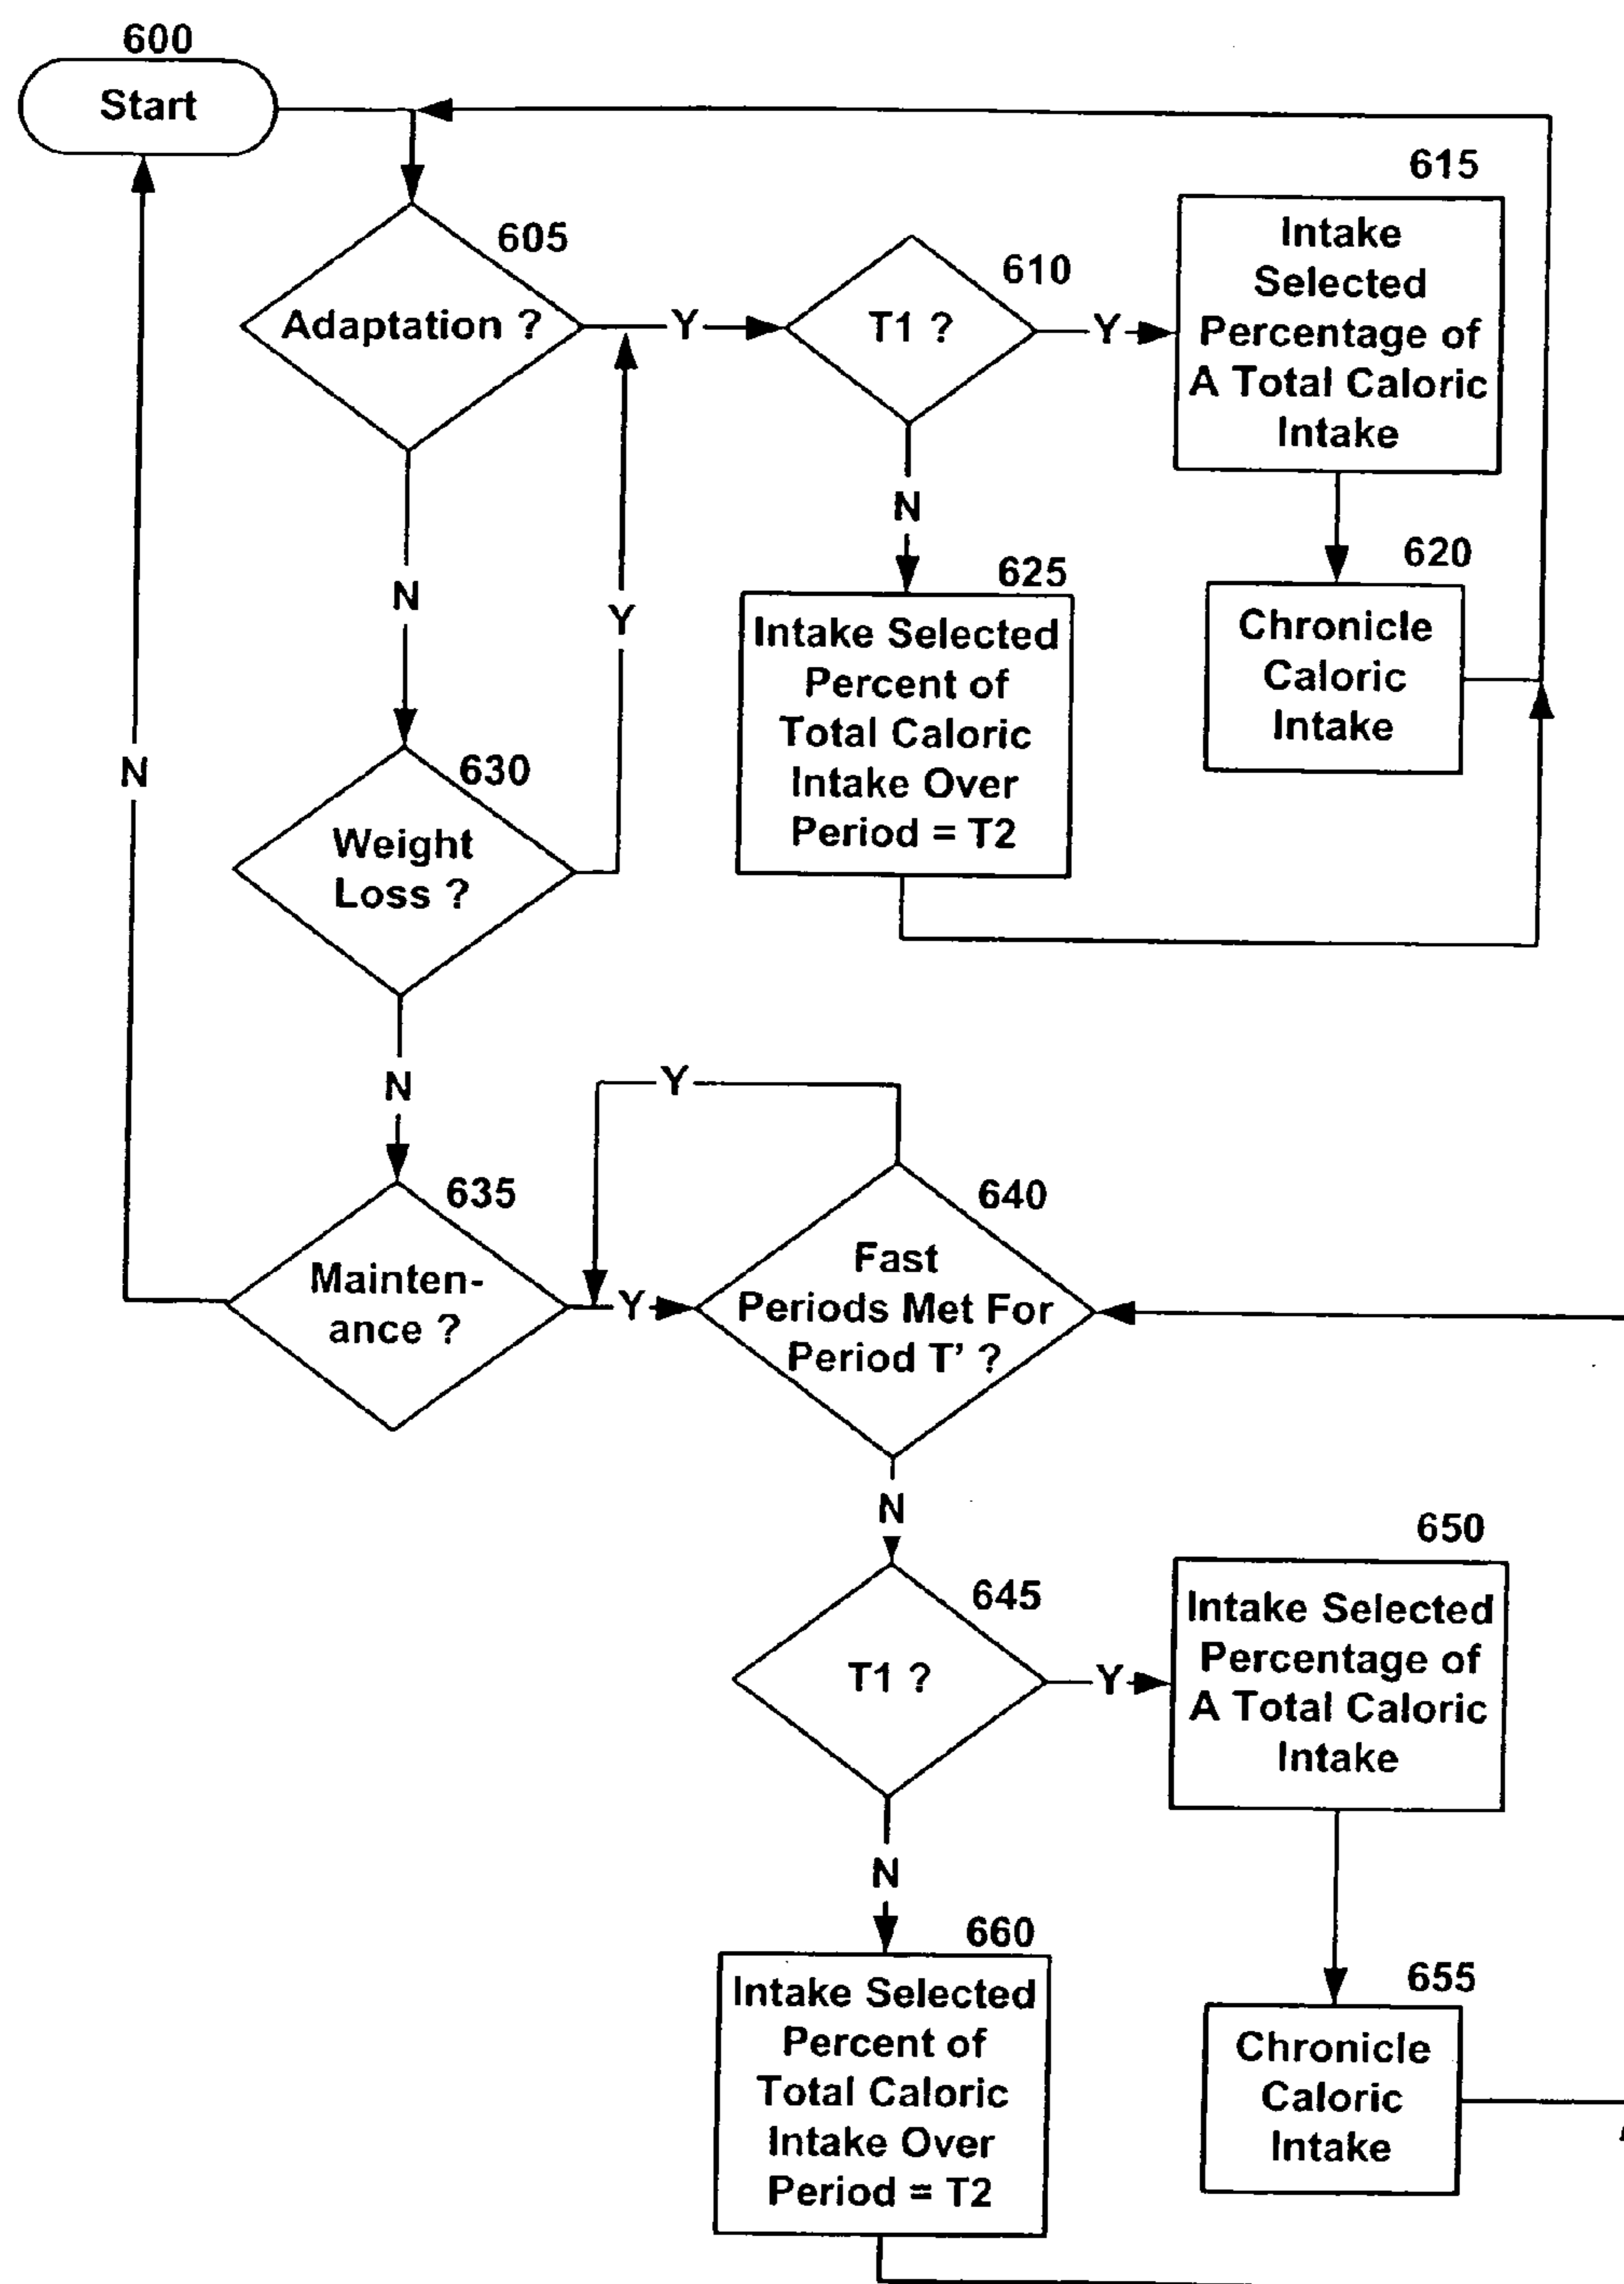 600
Start
605
Adaptation ?
Y
610
T1 ?
Y
615
Intake
Selected
Percentage of
A Total Caloric
Intake
N
620
Chronicle
Caloric
Intake
N
625
Intake Selected
Percent of
Total Caloric
Intake Over
Period = T2
Y
N
630
Weight
Loss ?
N
Y
635
Mainten-
ance ?
Y
640
Fast
Periods Met For
Period T' ?
N
645
T1 ?
Y
650
Intake Selected
Percentage of
A Total Caloric
Intake
N
655
Chronicle
Caloric
Intake
660
Intake Selected
Percent of
Total Caloric
Intake Over
Period = T2